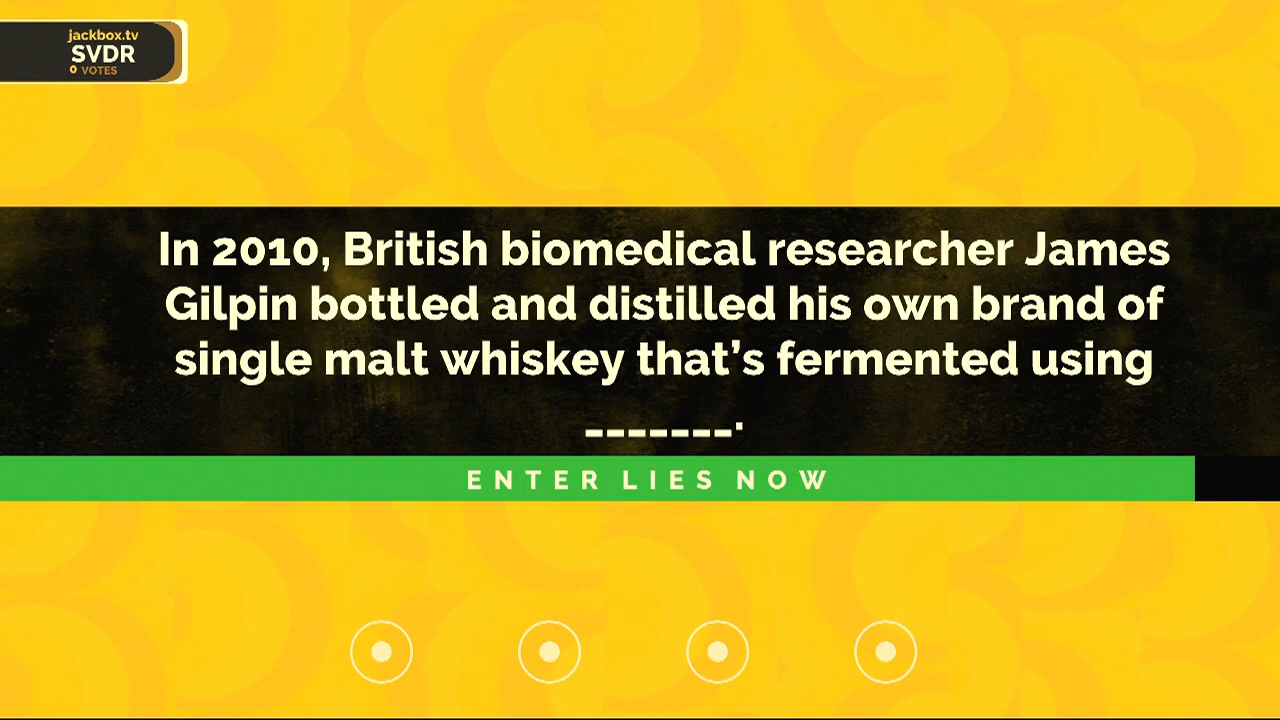 jackbox.tv
SVDR
0 VOTES
In 2010, British biomedical researcher James
Gilpin bottled and distilled his own brand of
single malt whiskey that’s fermented using
_______.
ENTER LIES NOW